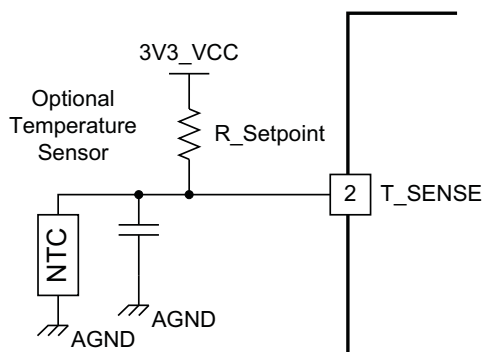 3V3_VCC
Optional
Temperature
Sensor
R_Setpoint
2
T_SENSE
NTC
AGND
AGND